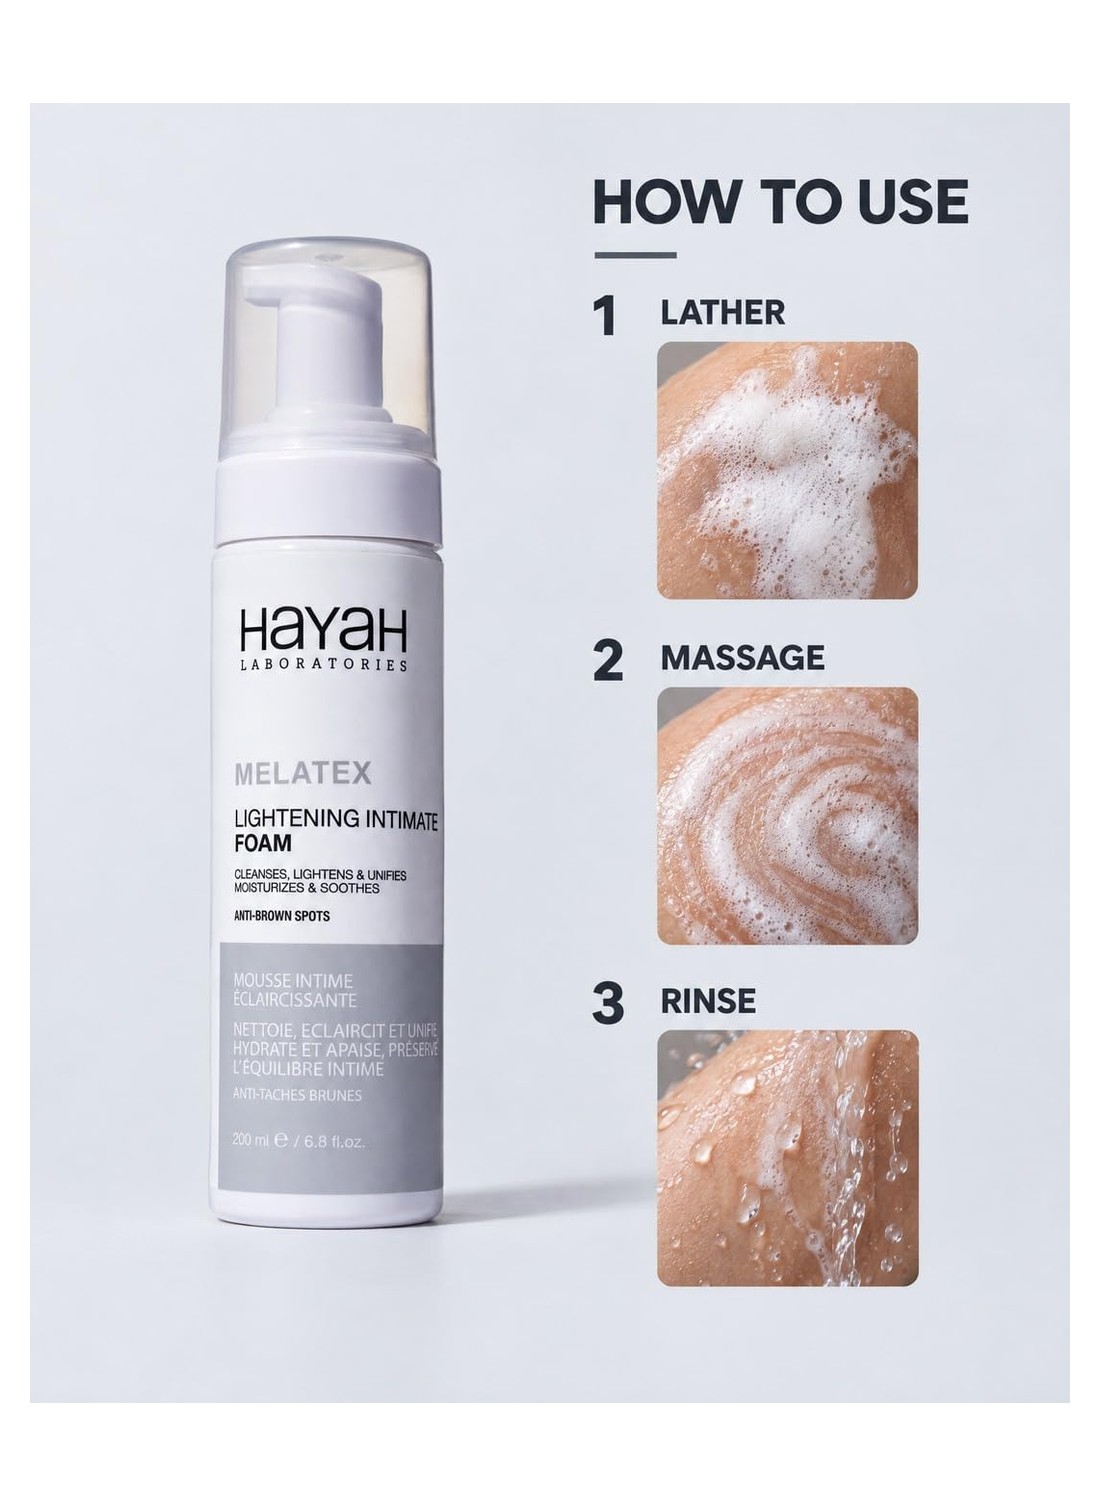 HAYAH
LABORATORIES
MELATEX
LIGHTENING INTIMATE
FOAM
CLEANSES, LIGHTENS & UNIFIES
MOISTURIZES & SOOTHES
ANTI-BROWN SPOTS
MOUSSE INTIME
ÉCLAIRCISSANTE
NETTOIE, ECLAIRCIT ET UNIFIE
HYDRATE ET APAISE, PRÉSERVE
L'ÉQUILIBRE INTIME
ANTI-TACHES BRUNES
200 ml ℮ / 6.8 fl.oz.
HOW TO USE
1 LATHER
2 MASSAGE
3 RINSE